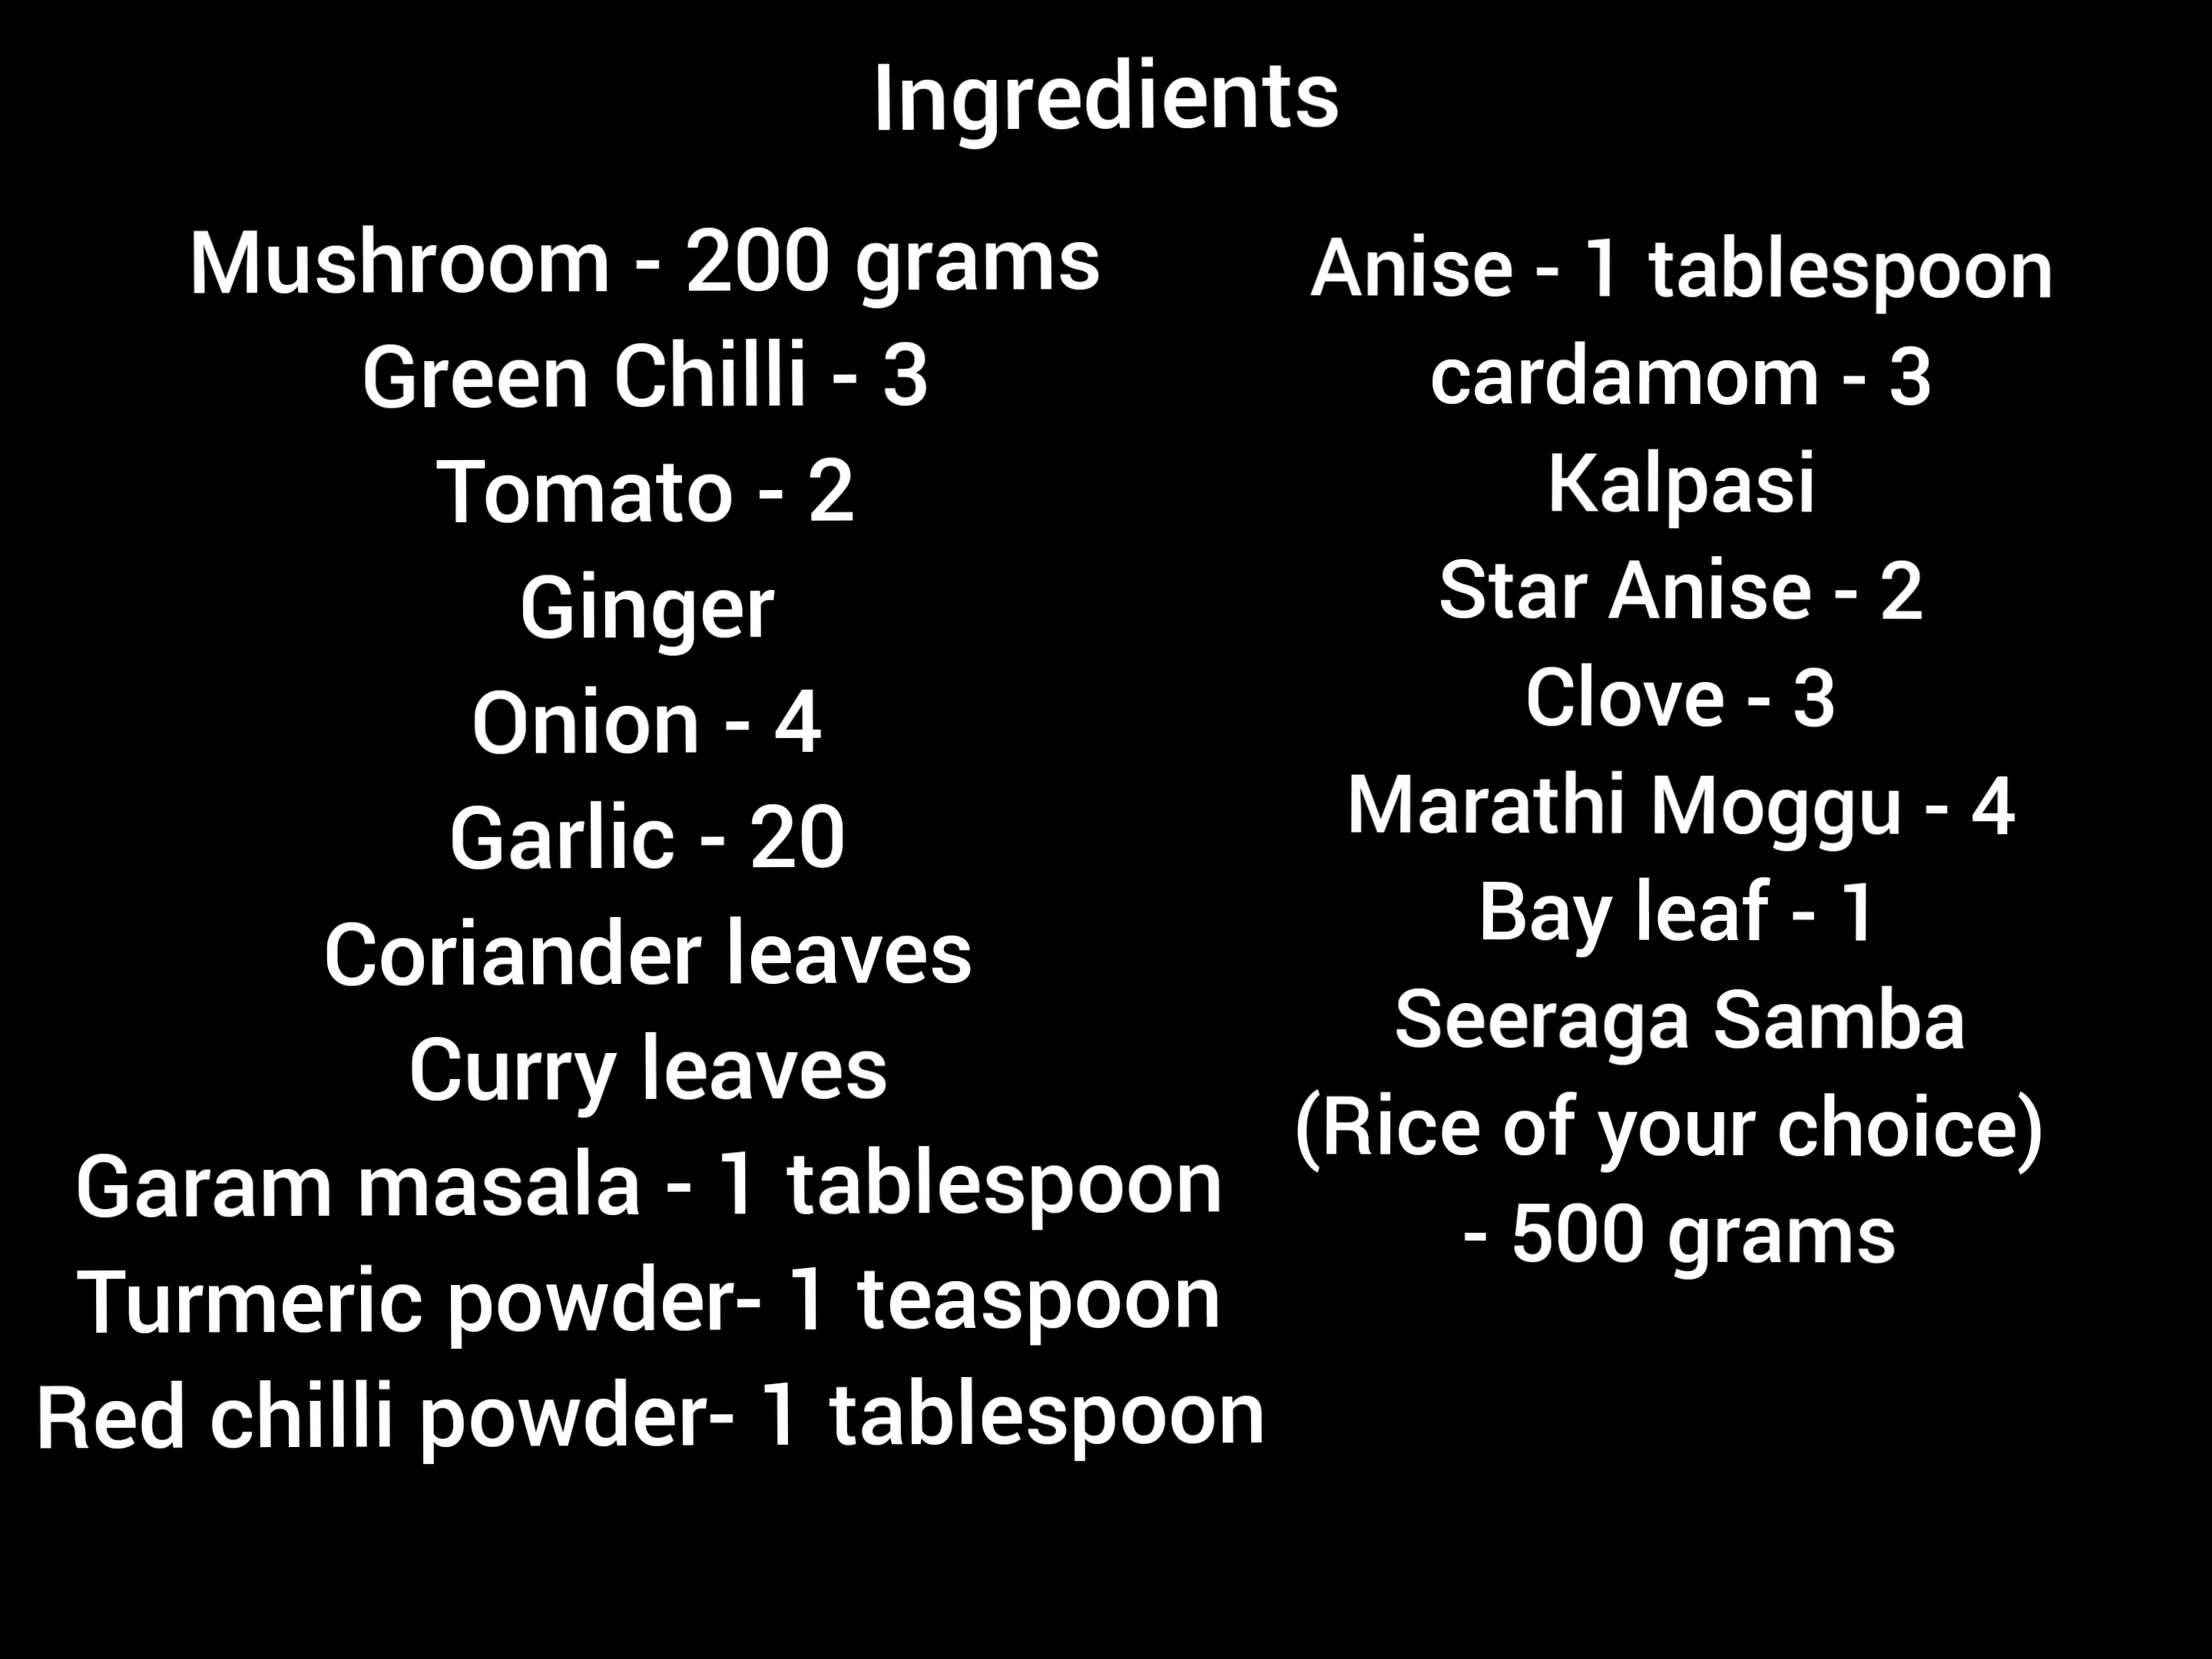 Ingredients
Mushroom - 200 grams
Green Chilli - 3
Tomato - 2
Ginger
Onion - 4
Garlic - 20
Coriander leaves
Curry leaves
Garam masala - 1 tablespoon
Turmeric powder- 1 teaspoon
Red chilli powder- 1 tablespoon
Anise - 1 tablespoon
cardamom - 3
Kalpasi
Star Anise - 2
Clove - 3
Marathi Moggu - 4
Bay leaf - 1
Seeraga Samba
(Rice of your choice)
- 500 grams